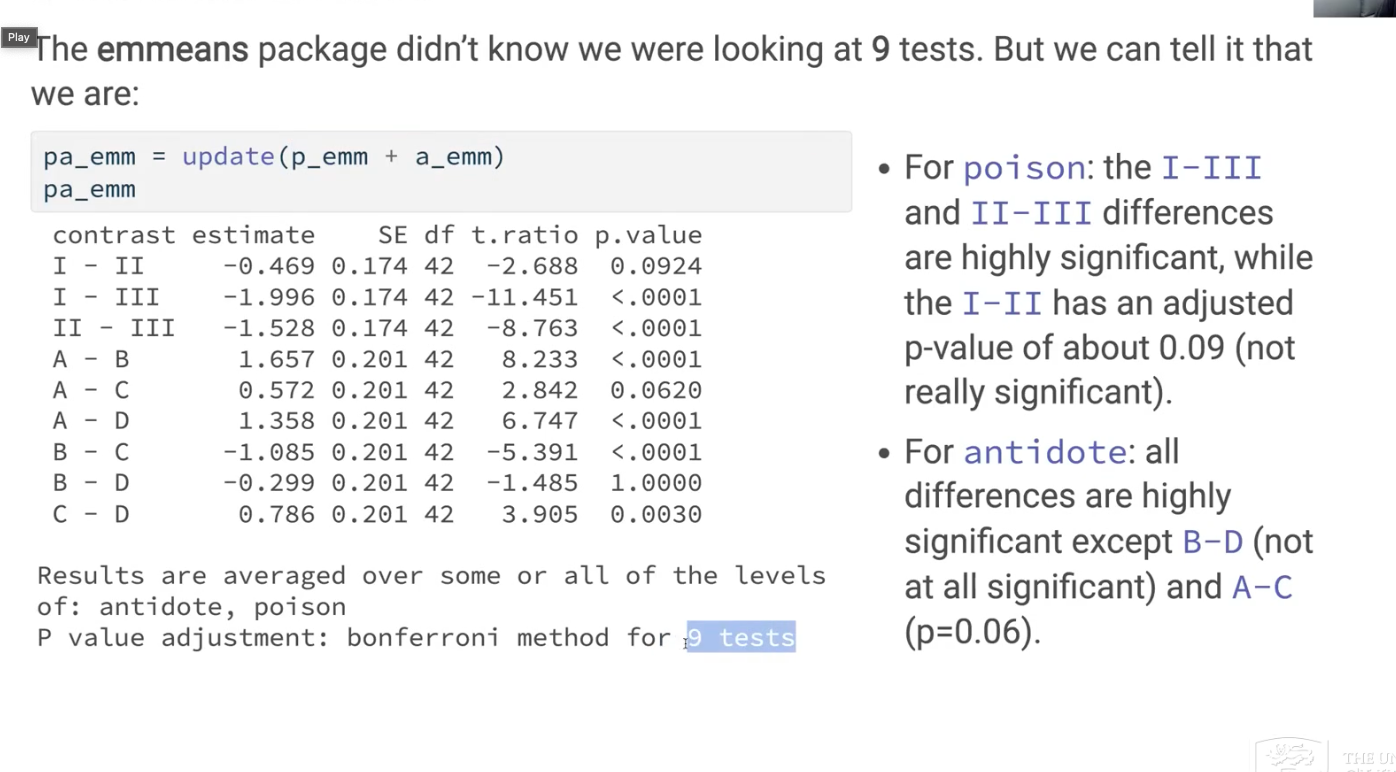 Play
The emmeans package didn't know we were looking at 9 tests. But we can tell it that
we are:
pa_emm = update(p_emm + a_emm)
pa_emm
contrast estimate SE df t.ratio p.value
I - II -0.469 0.174 42 -2.688 0.0924
I - III -1.996 0.174 42 -11.451 <.0001
II - III -1.528 0.174 42 -8.763 <.0001
A - B 1.657 0.201 42 8.233 <.0001
A - C 0.572 0.201 42 2.842 0.0620
A - D 1.358 0.201 42 6.747 <.0001
B - C -1.085 0.201 42 -5.391 <.0001
B - D -0.299 0.201 42 -1.485 1.0000
C - D 0.786 0.201 42 3.905 0.0030
Results are averaged over some or all of the levels
of: antidote, poison
P value adjustment: bonferroni method for 9 tests
• For poison: the I-III
and II-III differences
are highly significant, while
the I-II has an adjusted
p-value of about 0.09 (not
really significant).
• For antidote: all
differences are highly
significant except B-D (not
at all significant) and A-C
(p=0.06).
THE UN